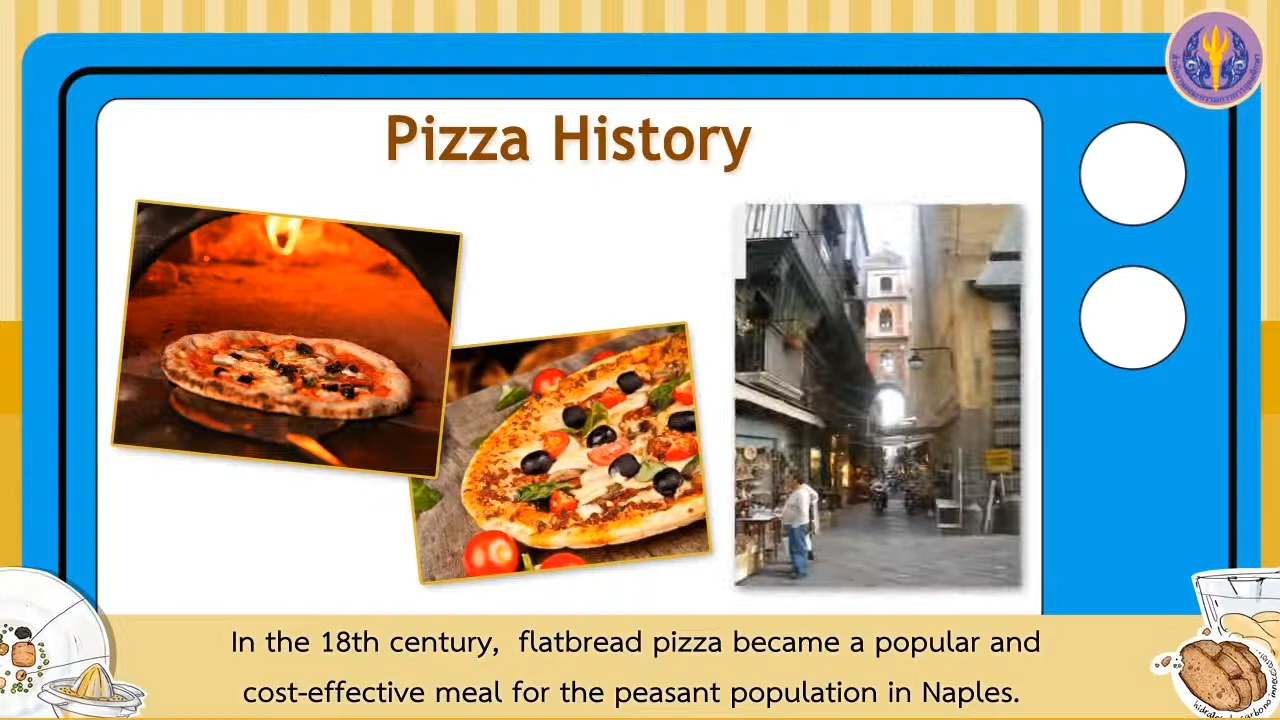 Pizza History
In the 18th century, flatbread pizza became a popular and
cost-effective meal for the peasant population in Naples.